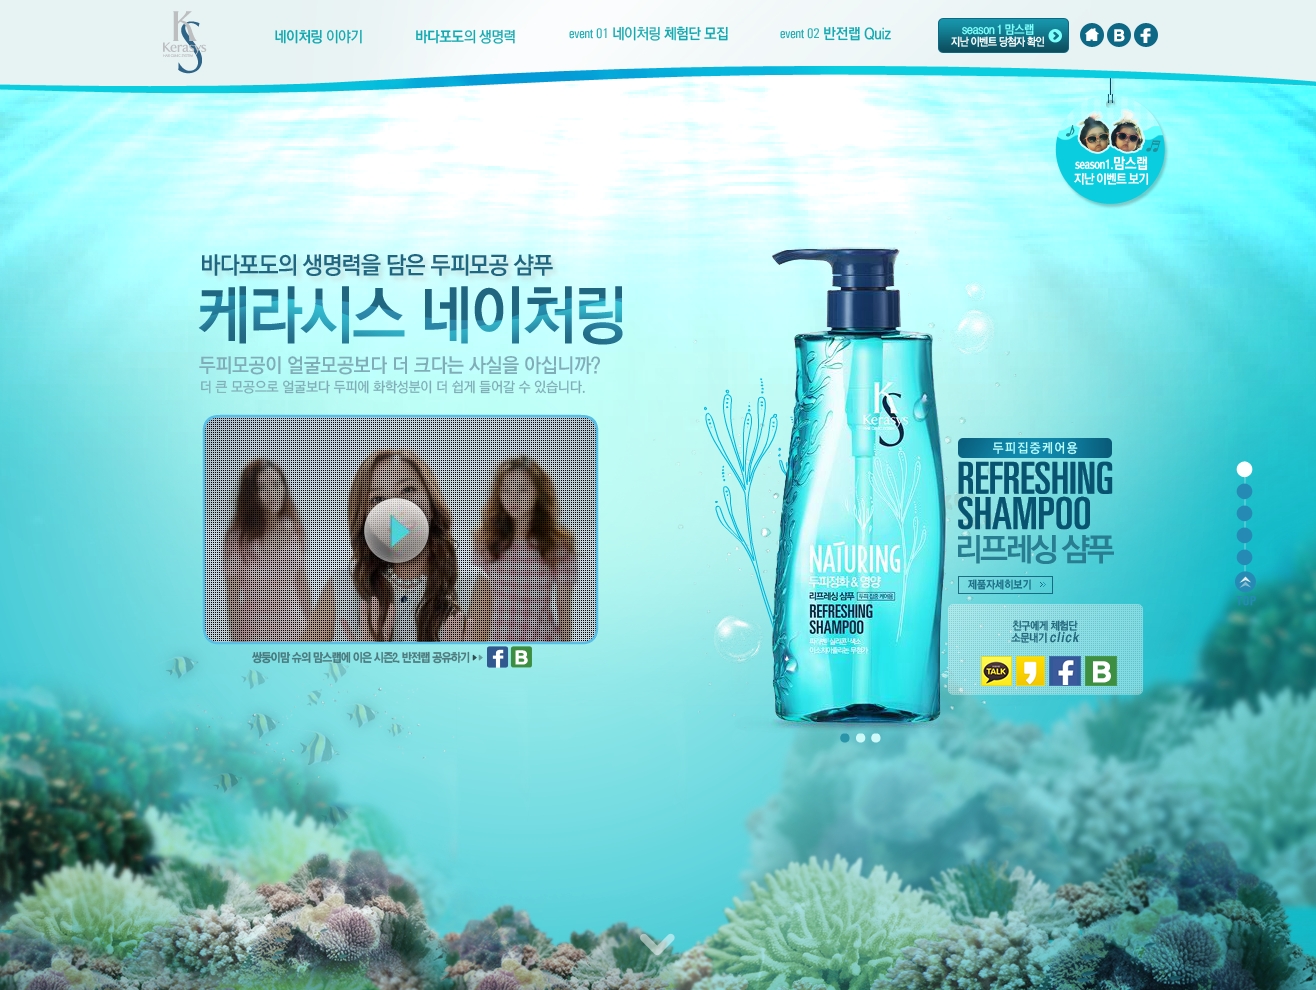 KS
Kerasys
네이처링 이야기
바다포도의 생명력
event 01 네이처링 체험단 모집
event 02 반전랩 Quiz
season 1 맘스랩
지난 이벤트 당첨자 확인
B
f
season1.맘스랩
지난 이벤트 보기
바다포도의 생명력을 담은 두피모공 샴푸
케라시스 네이처링
두피모공이 얼굴모공보다 더 크다는 사실을 아십니까?
더 큰 모공으로 얼굴보다 두피에 화학성분이 더 쉽게 들어갈 수 있습니다.
쌍둥이맘 슈의 맘스랩에 이은 시즌2. 반전랩 공유하기
f
B
KS
Kerasys
NATURING
두피정화 & 영양
리프레싱 샴푸 두피 집중 케어용
REFRESHING
SHAMPOO
두피집중케어용
REFRESHING
SHAMPOO
리프레싱 샴푸
제품자세히보기
친구에게 체험단
소문내기 click
TALK
f
B